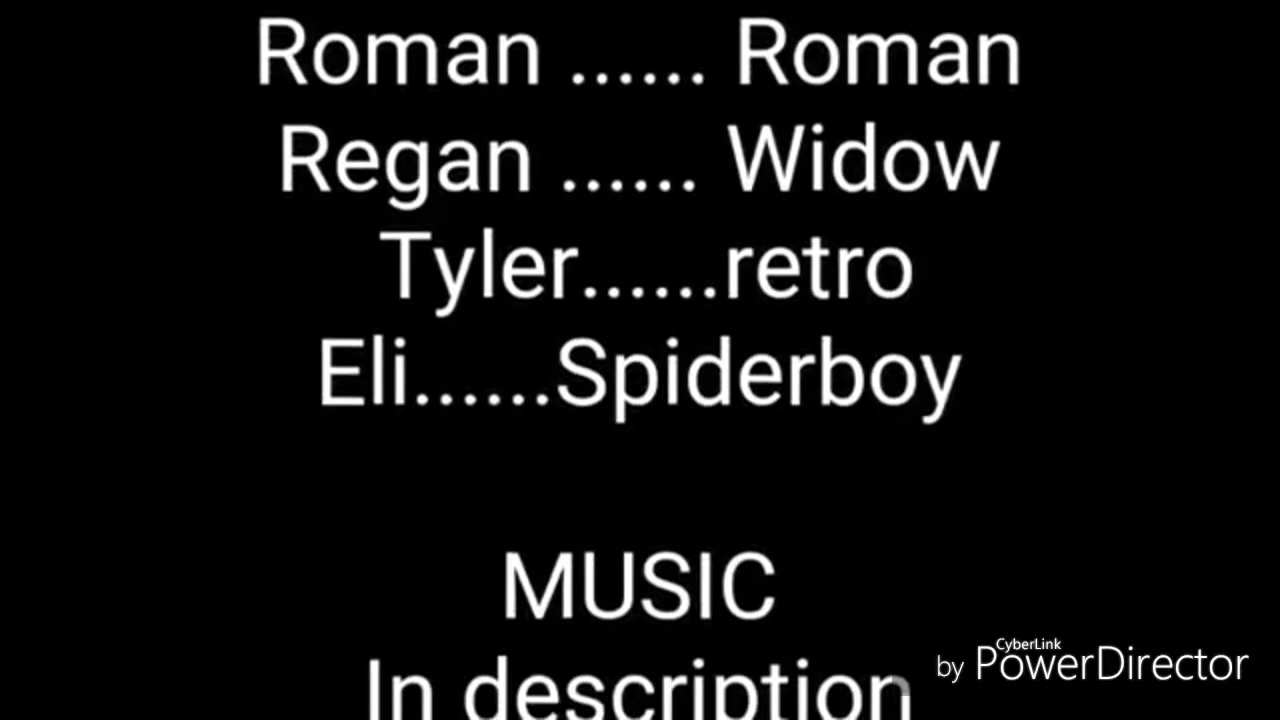 Roman ...... Roman
Regan ...... Widow
Tyler......retro
Eli......Spiderboy
MUSIC
In description
CyberLink
by PowerDirector